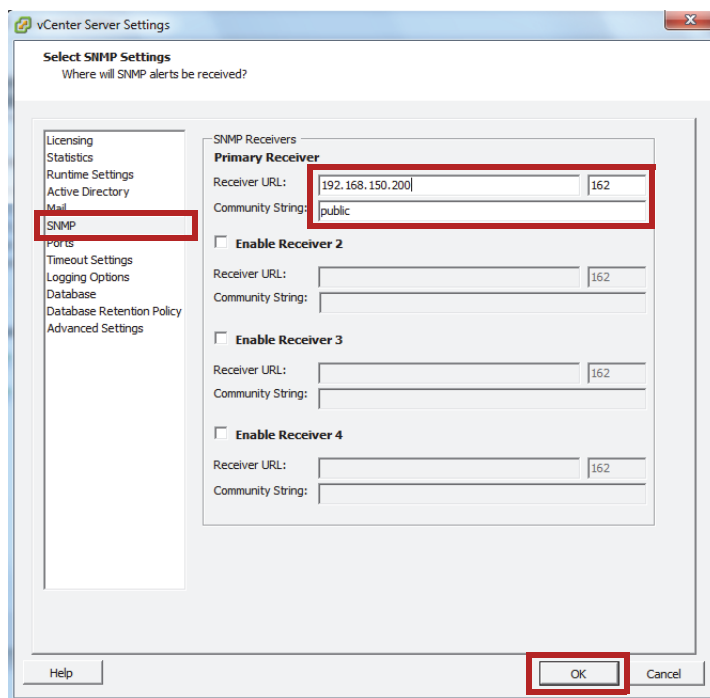 vCenter Server Settings
Select SNMP Settings
Where will SNMP alerts be received?
Licensing
Statistics
Runtime Settings
Active Directory
Mail
SNMP
Ports
Timeout Settings
Logging Options
Database
Database Retention Policy
Advanced Settings
SNMP Receivers
Primary Receiver
Receiver URL: 192.168.150.200 162
Community String: public
Enable Receiver 2
Receiver URL: 162
Community String:
Enable Receiver 3
Receiver URL: 162
Community String:
Enable Receiver 4
Receiver URL: 162
Community String:
Help OK Cancel